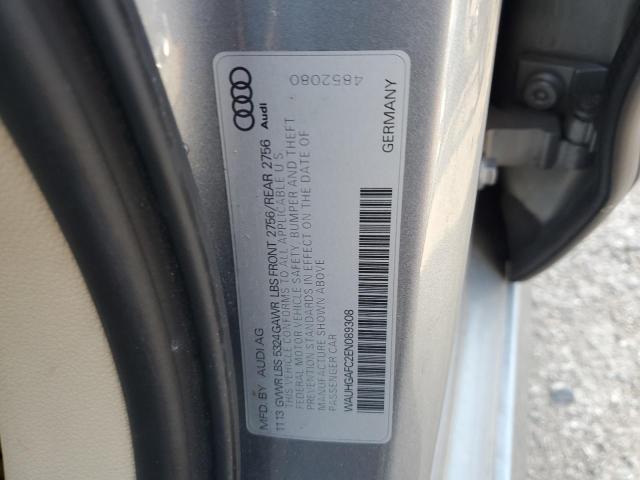 4852080
Audi
GERMANY
MFD. BY AUDI AG
11 13 GVWR LBS 5324 GAWR LBS FRONT 2756/REAR 2756
THIS VEHICLE CONFORMS TO ALL APPLICABLE U S
FEDERAL MOTOR VEHICLE SAFETY, BUMPER AND THEFT
PREVENTION STANDARDS IN EFFECT ON THE DATE OF
MANUFACTURE SHOWN ABOVE
PASSENGER CAR
WAUHGAFC2EN089308